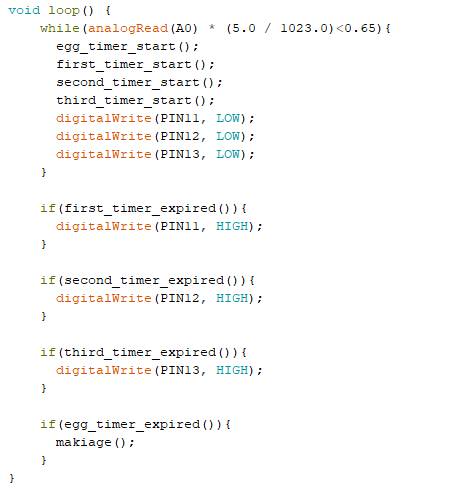 void loop() {
    while(analogRead(A0) * (5.0 / 1023.0)<0.65){
      egg_timer_start();
      first_timer_start();
      second_timer_start();
      third_timer_start();
      digitalWrite(PIN11, LOW);
      digitalWrite(PIN12, LOW);
      digitalWrite(PIN13, LOW);
    }

    if(first_timer_expired()){
      digitalWrite(PIN11, HIGH);
    }

    if(second_timer_expired()){
      digitalWrite(PIN12, HIGH);
    }

    if(third_timer_expired()){
      digitalWrite(PIN13, HIGH);
    }

    if(egg_timer_expired()){
      makiage();
    }
}